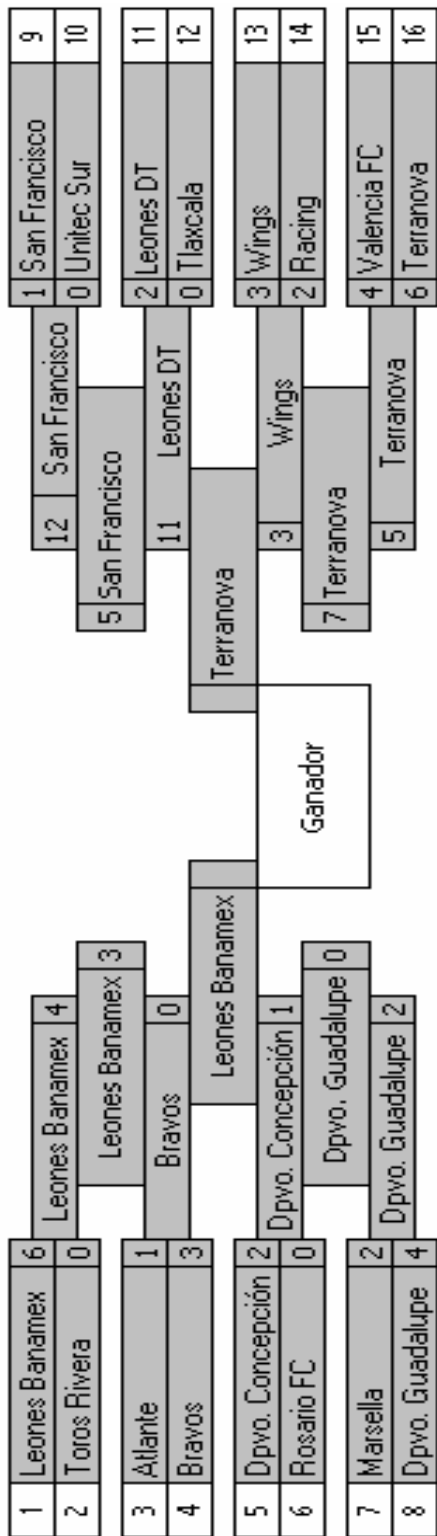 1 Leones Banamex 6
2 Toros Rivera 0
Leones Banamex 4
Leones Banamex 3
3 Atlante 1
4 Bravos 3
Bravos 0
Leones Banamex
5 Dpvo. Concepción 2
6 Rosario FC 0
Dpvo. Concepción 1
Dpvo. Guadalupe 0
7 Marsella 2
8 Dpvo. Guadalupe 4
Dpvo. Guadalupe 2
Ganador
1 San Francisco 9
0 Unitec Sur 10
12 San Francisco
5 San Francisco
2 Leones DT 11
0 Tlaxcala 12
11 Leones DT
Terranova
3 Wings 13
2 Racing 14
3 Wings
7 Terranova
4 Valencia FC 15
6 Terranova 16
5 Terranova